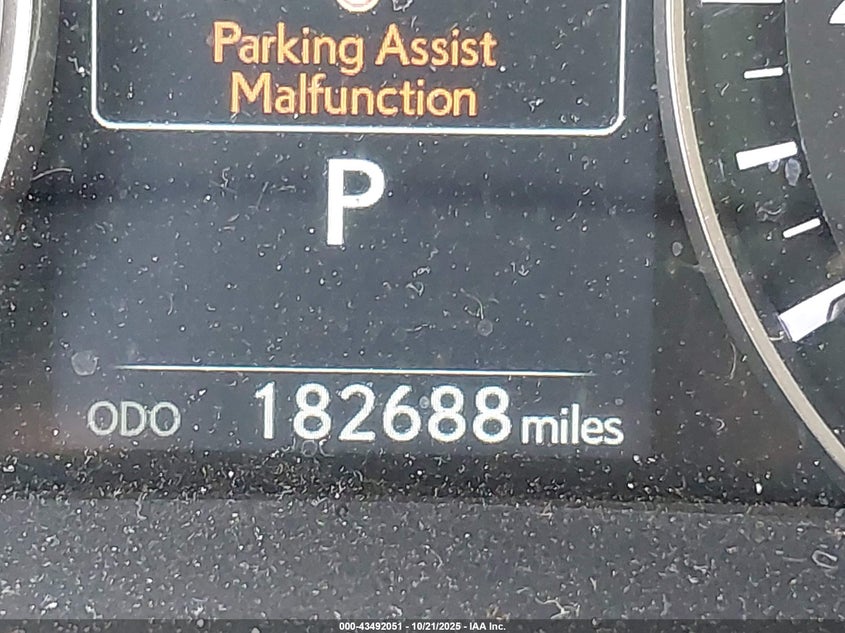 Parking Assist
Malfunction
P
ODO 182688 miles
000-43492051 - 10/21/2025 - IAA Inc.